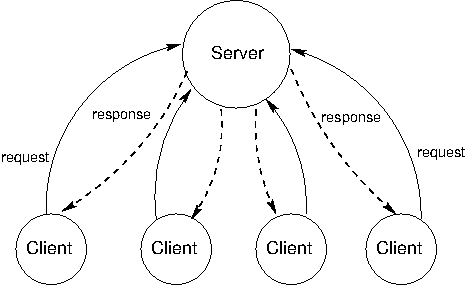 Server
response
response
request
request
Client
Client
Client
Client